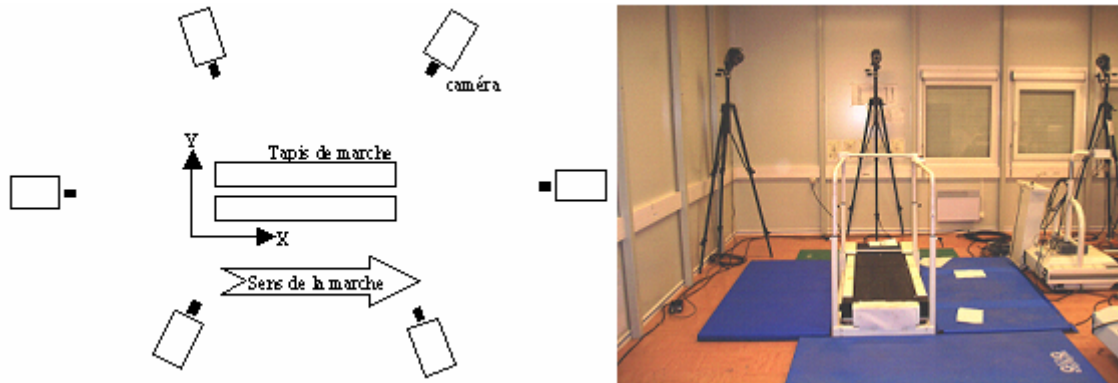 caméra
Y
Tapis de marche
X
Sens de la marche